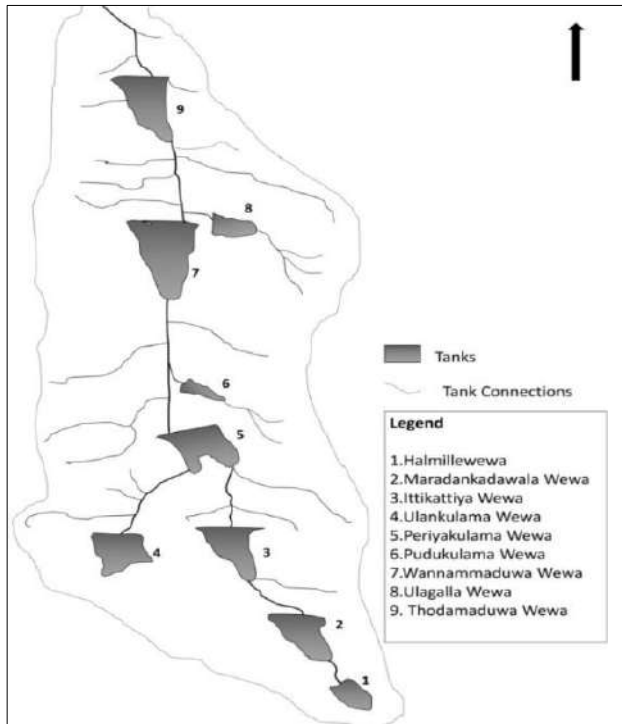 9
8
7
6
5
4
3
2
1
Tanks
Tank Connections
Legend
1.Halmillewewa
2.Maradankadawala Wewa
3.Ittikattiya Wewa
4.Ulankulama Wewa
5.Periyakulama Wewa
6.Pudukulama Wewa
7.Wannammaduwa Wewa
8.Ulagalla Wewa
9. Thodamaduwa Wewa